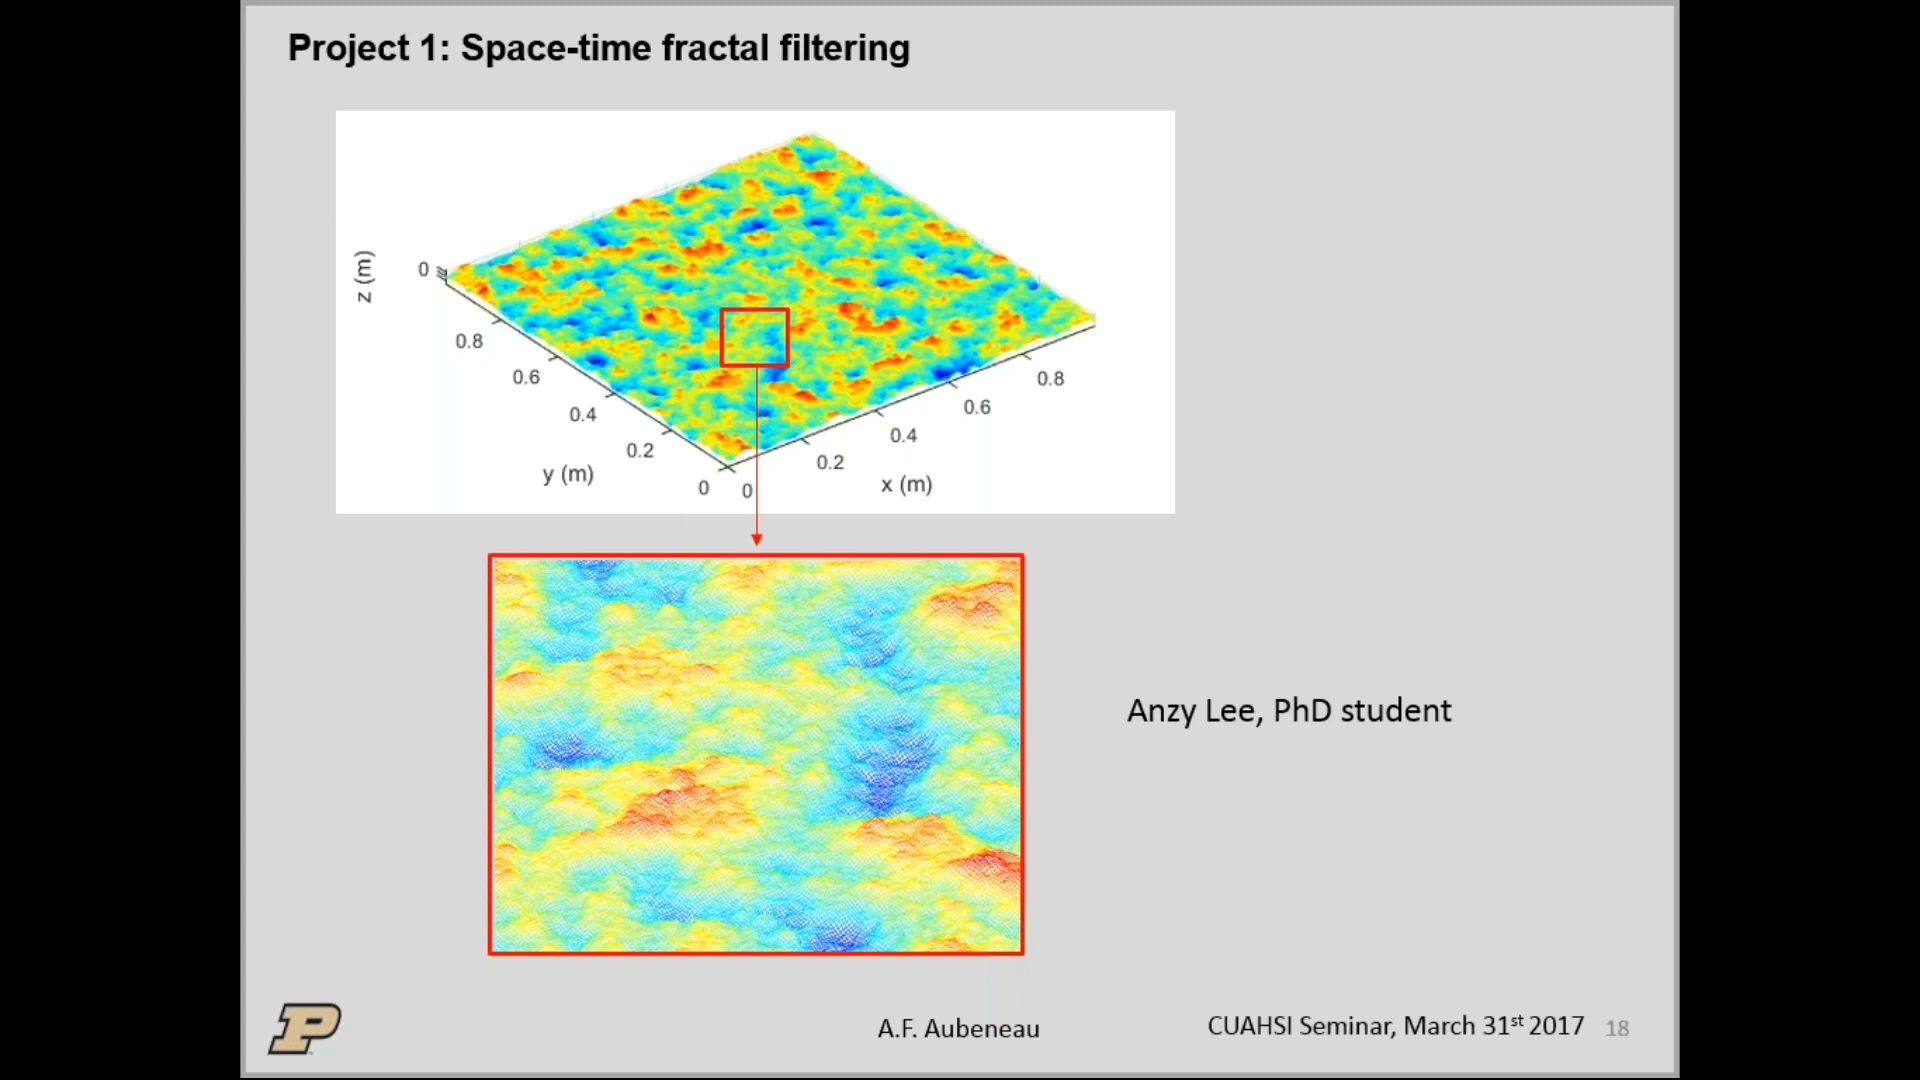 Project 1: Space-time fractal filtering
z (m)
0
0.8
0.6
0.4
0.2
0
y (m)
0
0.2
0.4
0.6
0.8
x (m)
Anzy Lee, PhD student
P
A.F. Aubeneau
CUAHSI Seminar, March 31st 2017
18